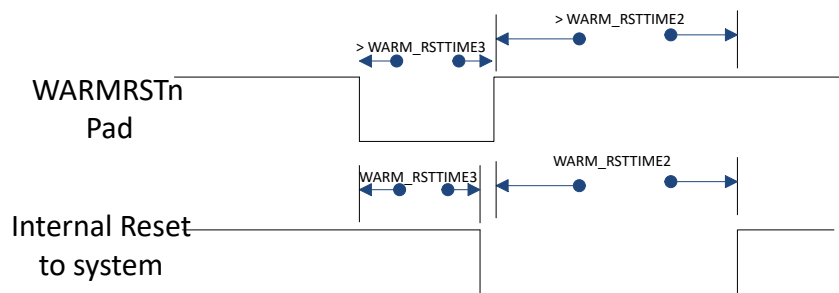 > WARM_RSTTIME2
> WARM_RSTTIME3
WARMRSTn
Pad
WARM_RSTTIME2
WARM_RSTTIME3
Internal Reset
to system